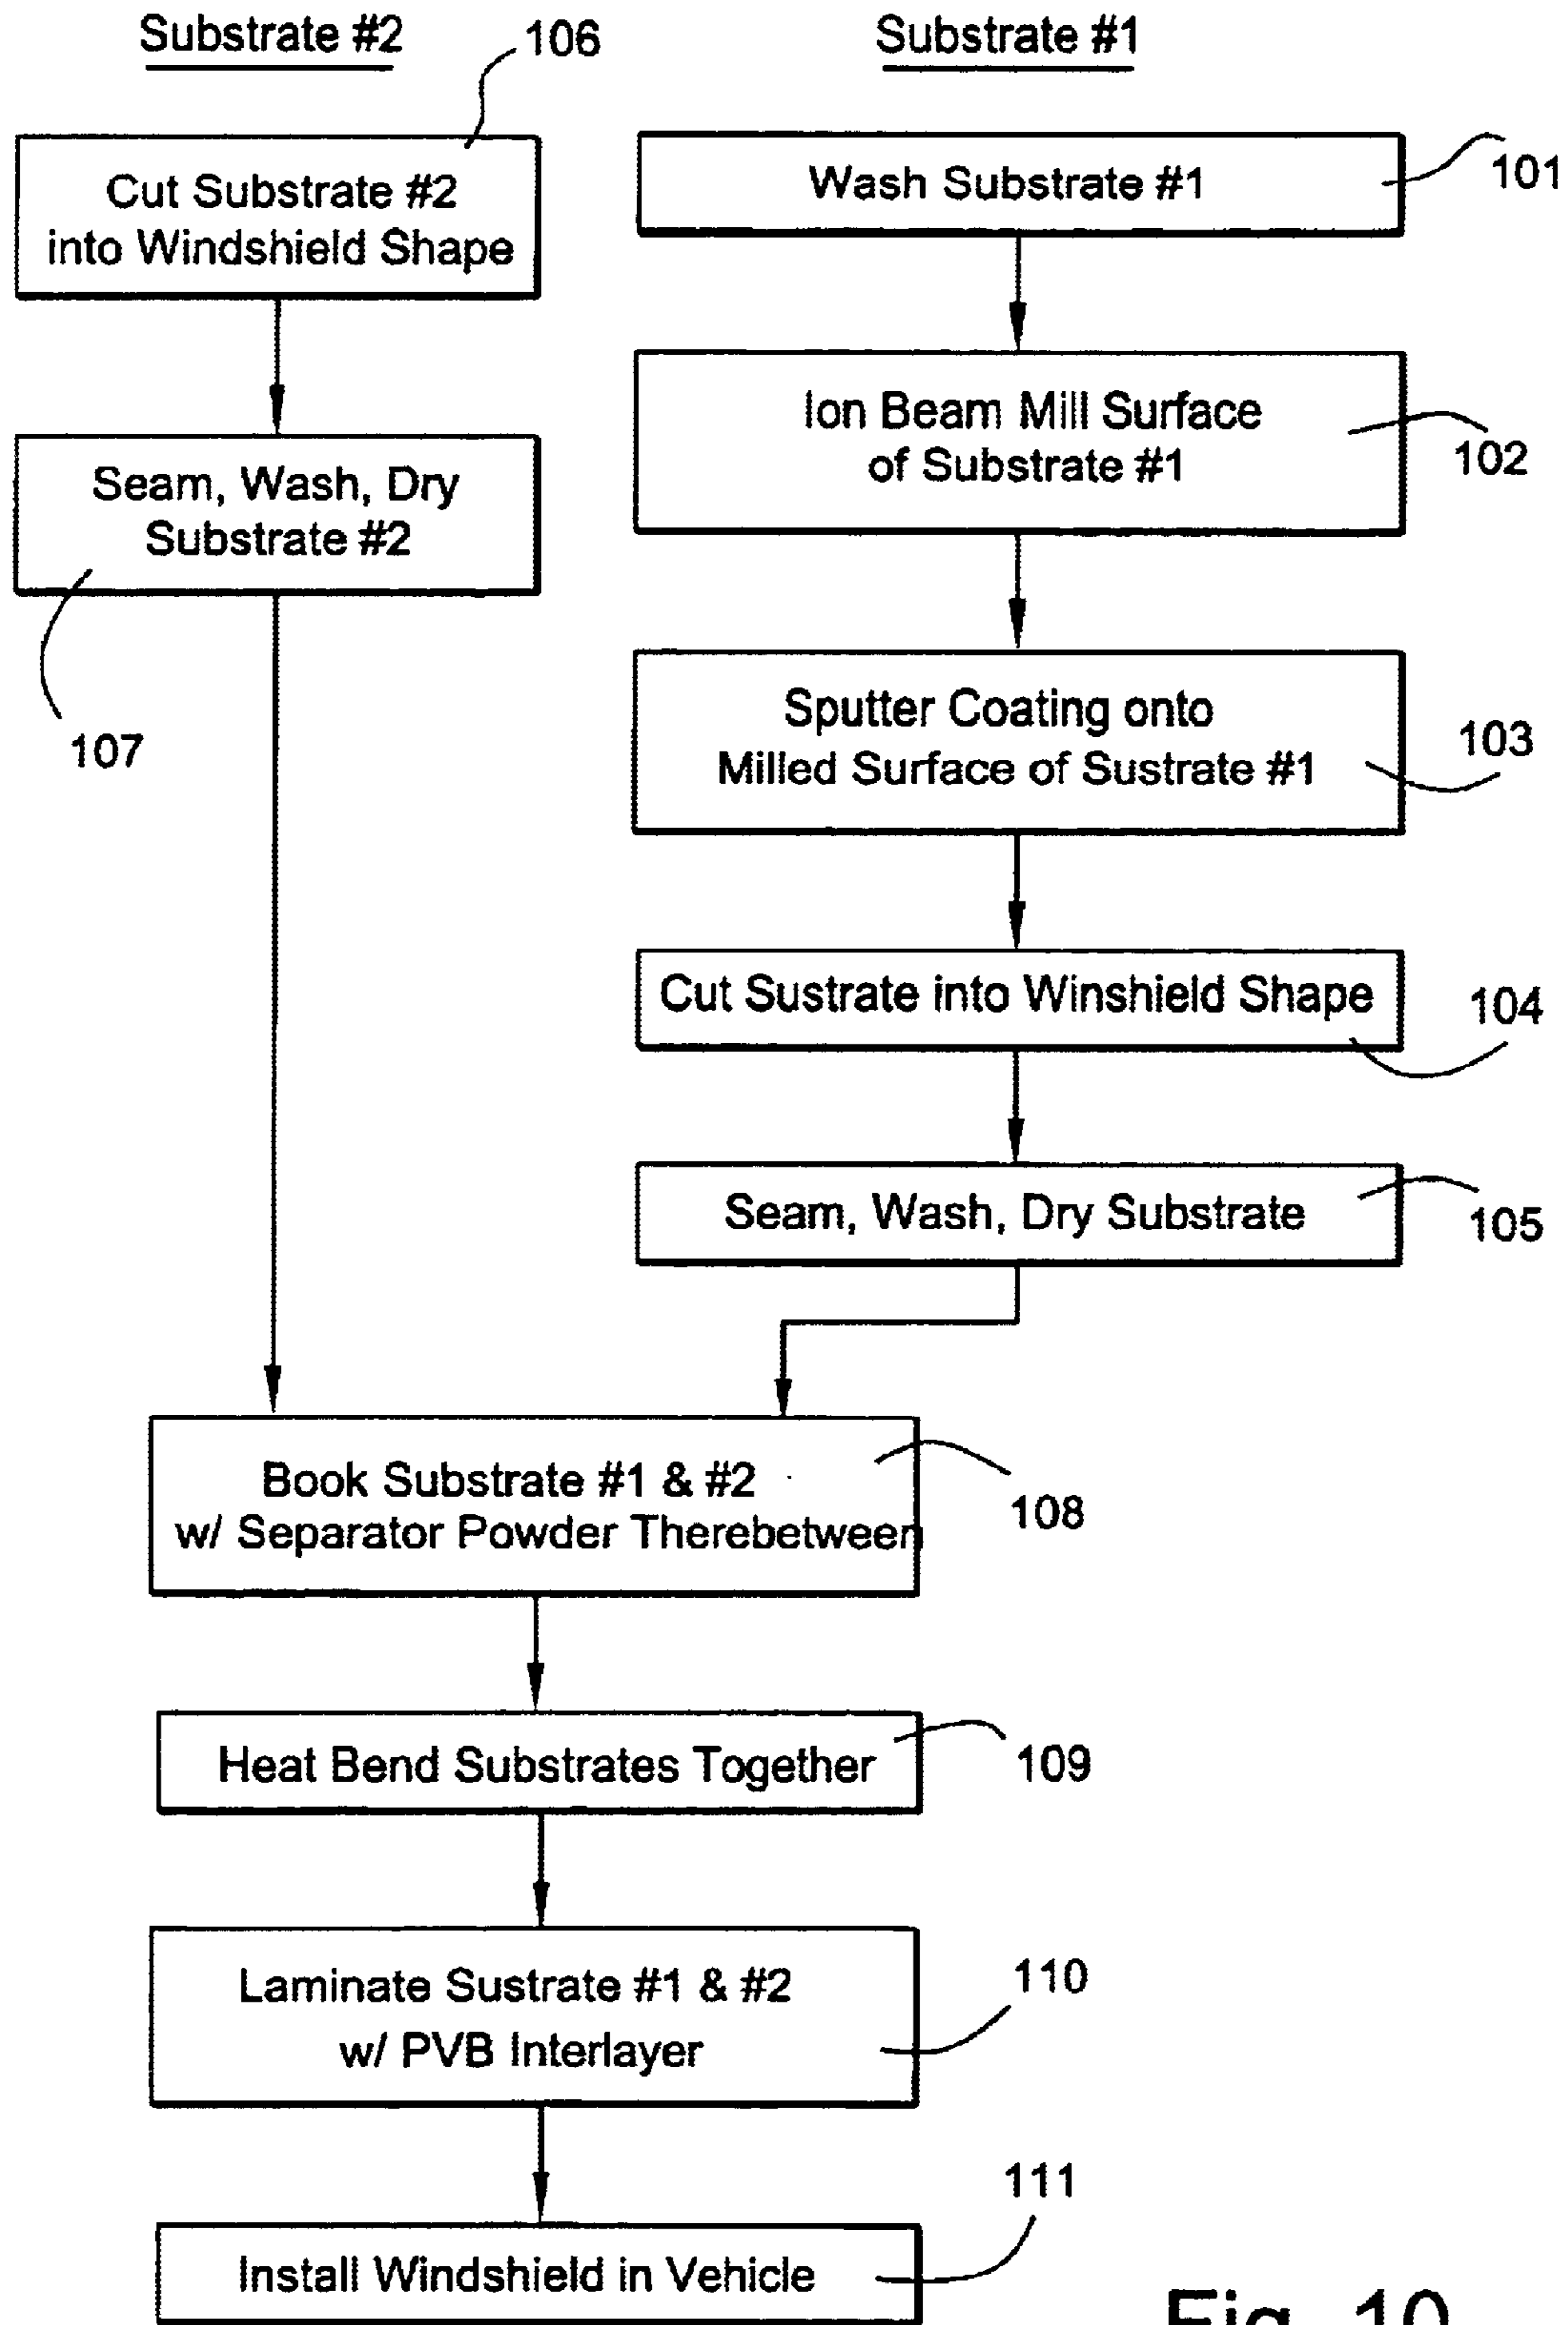 Substrate #2
106
Cut Substrate #2
into Windshield Shape
Seam, Wash, Dry
Substrate #2
107
Substrate #1
Wash Substrate #1
101
Ion Beam Mill Surface
of Substrate #1
102
Sputter Coating onto
Milled Surface of Sustrate #1
103
Cut Sustrate into Winshield Shape
104
Seam, Wash, Dry Substrate
105
Book Substrate #1 & #2
w/ Separator Powder Therebetween
108
Heat Bend Substrates Together
109
Laminate Sustrate #1 & #2
w/ PVB Interlayer
110
Install Windshield in Vehicle
111
Fig. 10